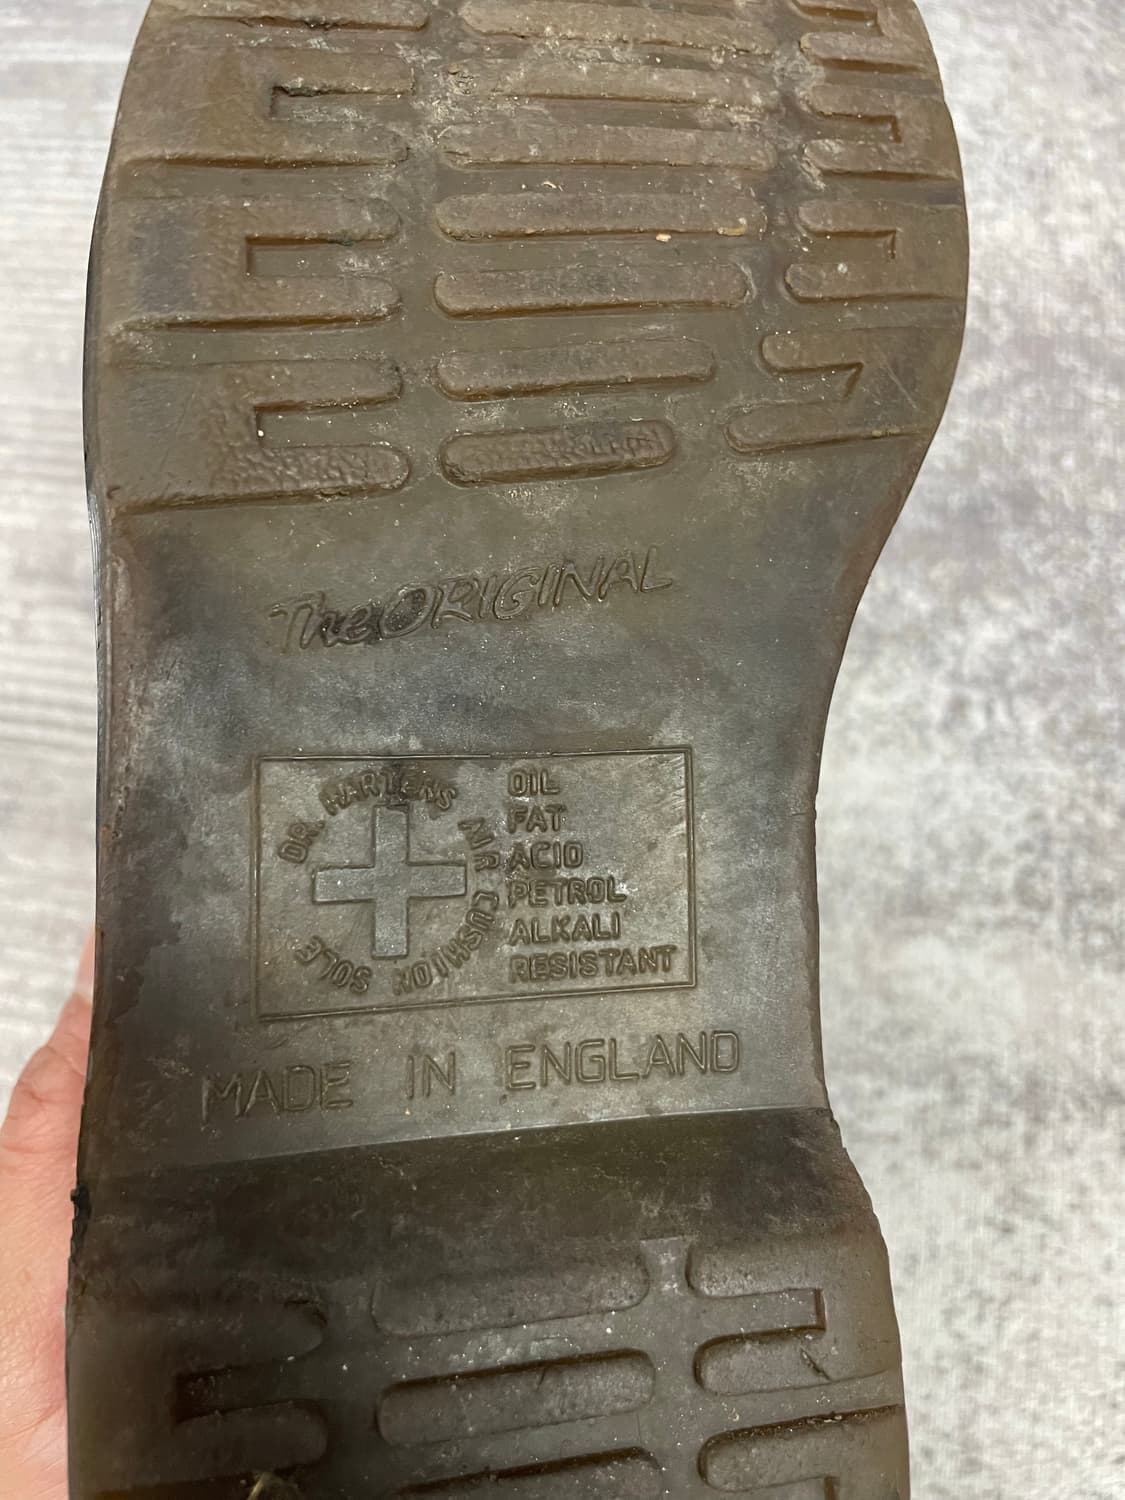 The ORIGINAL
DR. MARTENS AIR CUSHION SOLE
OIL
FAT
ACID
PETROL
ALKALI
RESISTANT
MADE IN ENGLAND